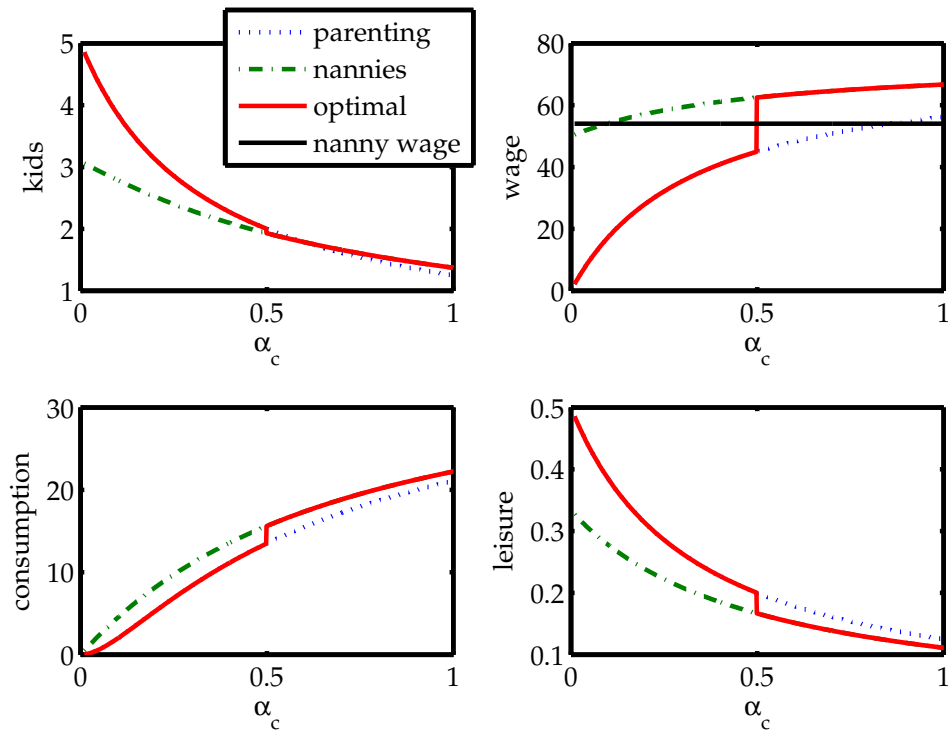 parenting
nannies
optimal
nanny wage
5
4
3
2
1
kids
0
0.5
1
α_c
80
60
40
20
0
wage
0
0.5
1
α_c
30
20
10
0
consumption
0
0.5
1
α_c
0.5
0.4
0.3
0.2
0.1
leisure
0
0.5
1
α_c